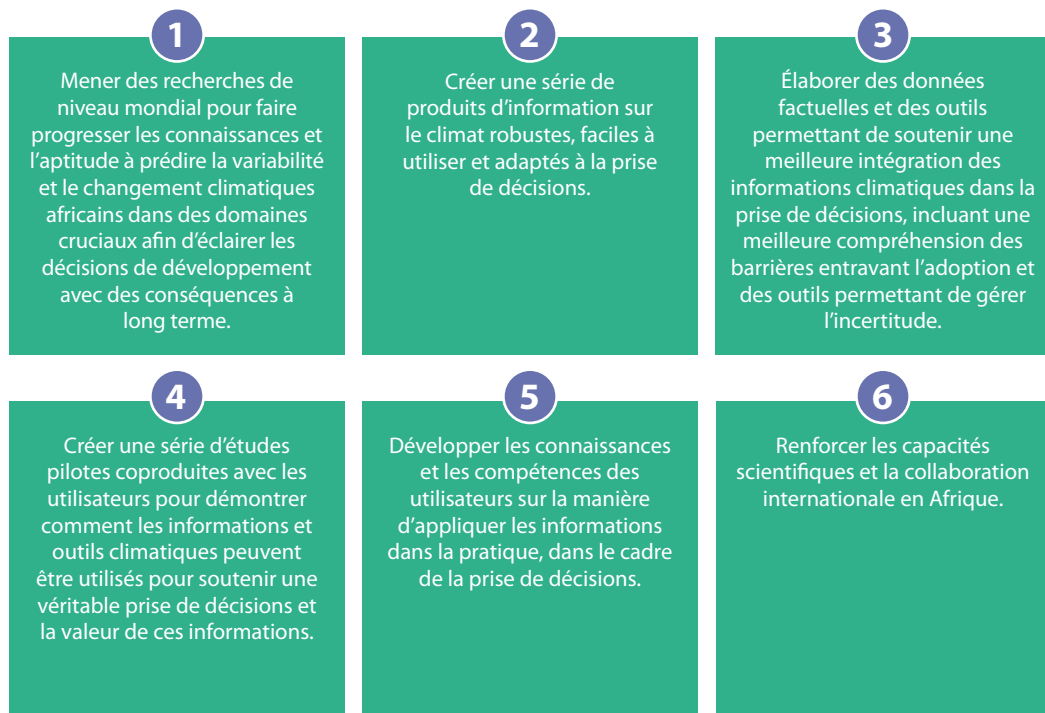 1
Mener des recherches de
niveau mondial pour faire
progresser les connaissances et
l’aptitude à prédire la variabilité
et le changement climatiques
africains dans des domaines
cruciaux afin d’éclairer les
décisions de développement
avec des conséquences à
long terme.
2
Créer une série de
produits d’information sur
le climat robustes, faciles à
utiliser et adaptés à la prise
de décisions.
3
Élaborer des données
factuelles et des outils
permettant de soutenir une
meilleure intégration des
informations climatiques dans la
prise de décisions, incluant une
meilleure compréhension des
barrières entravant l’adoption et
des outils permettant de gérer
l’incertitude.
4
Créer une série d’études
pilotes coproduites avec les
utilisateurs pour démontrer
comment les informations et
outils climatiques peuvent
être utilisés pour soutenir une
véritable prise de décisions et
la valeur de ces informations.
5
Développer les connaissances
et les compétences des
utilisateurs sur la manière
d’appliquer les informations
dans la pratique, dans le cadre
de la prise de décisions.
6
Renforcer les capacités
scientifiques et la collaboration
internationale en Afrique.